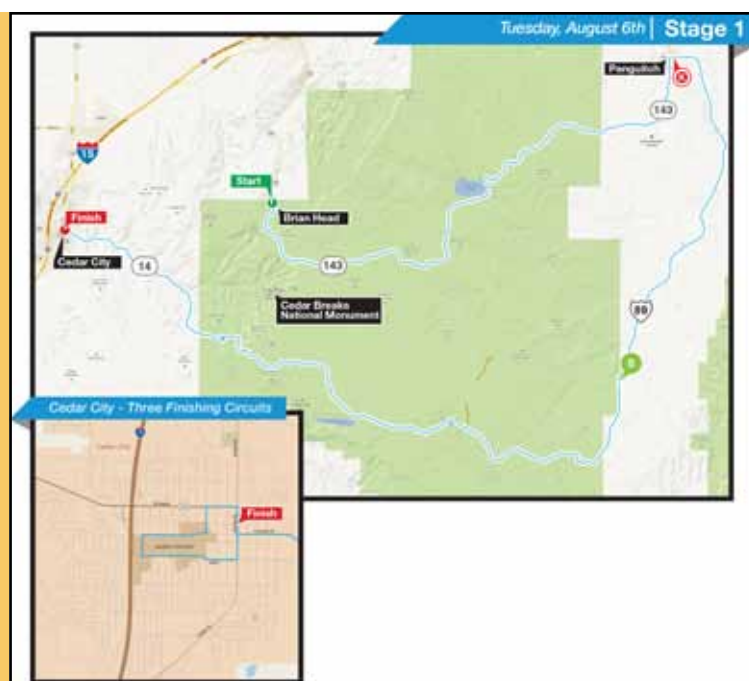 Tuesday, August 6th | Stage 1
Panguitch
143
15
Start
Finish
Brian Head
Cedar City
14
143
Cedar Breaks
National Monument
89
S
Cedar City - Three Finishing Circuits
Finish